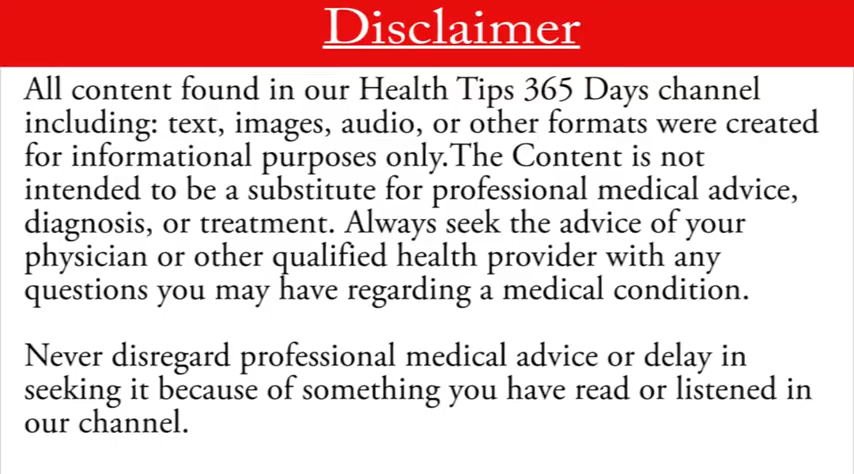 Disclaimer
All content found in our Health Tips 365 Days channel
including: text, images, audio, or other formats were created
for informational purposes only.The Content is not
intended to be a substitute for professional medical advice,
diagnosis, or treatment. Always seek the advice of your
physician or other qualified health provider with any
questions you may have regarding a medical condition.
Never disregard professional medical advice or delay in
seeking it because of something you have read or listened in
our channel.